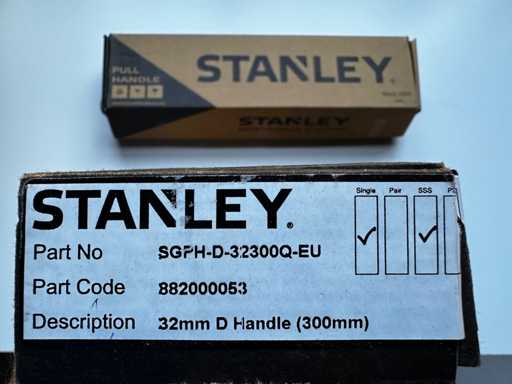 PULL
HANDLE
STANLEY
STANLEY
STANLEY
Single Pair SSS
Part No SGPH-D-32300Q-EU
Part Code 882000053
Description 32mm D Handle (300mm)